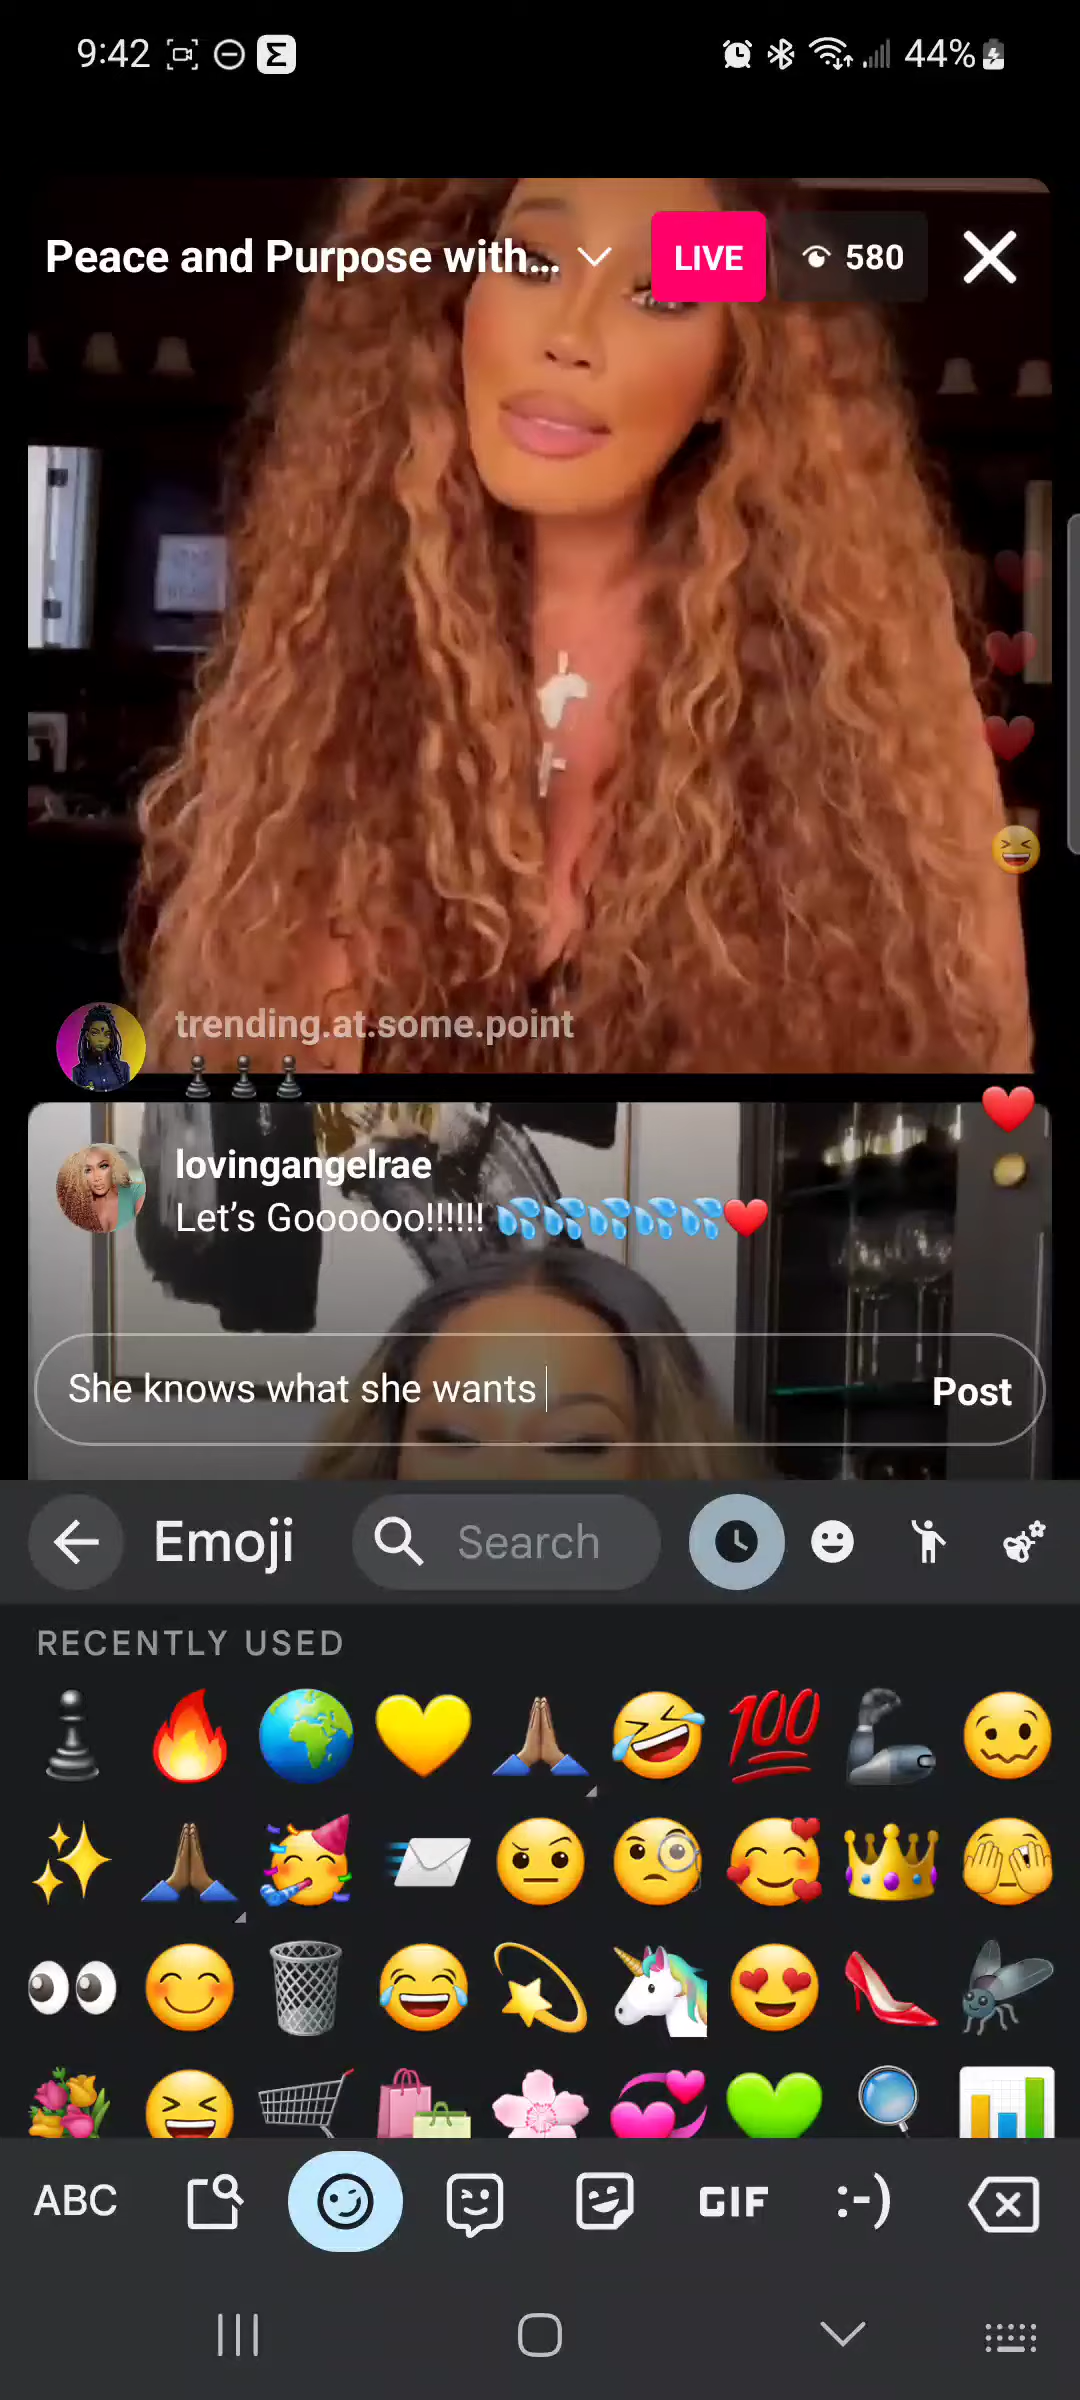 9:42
44%
Peace and Purpose with...
LIVE
580
trending.at.some.point
lovingangelrae
Let's Goooooo!!!!!! 💦💦💦💦💦❤️
She knows what she wants
Post
Emoji
Search
RECENTLY USED
ABC
GIF
:-)